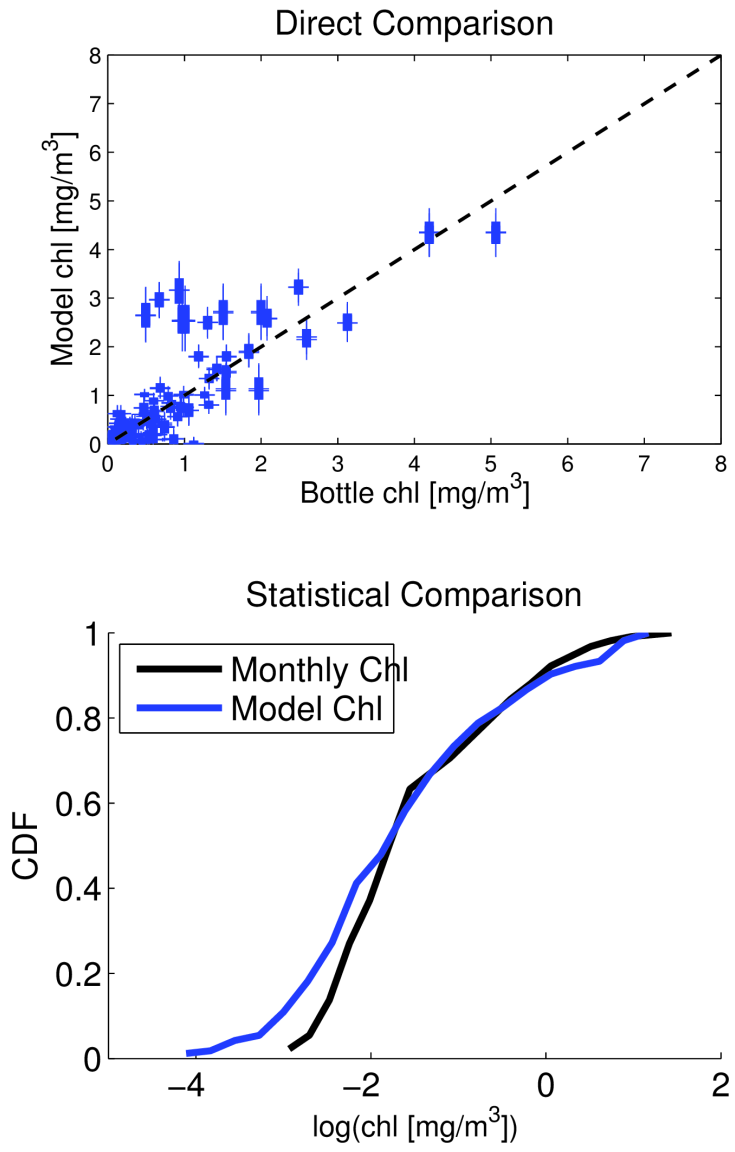 Direct Comparison
8
7
6
5
4
3
2
1
0
Model chl [mg/m³]
0 1 2 3 4 5 6 7 8
Bottle chl [mg/m³]
Statistical Comparison
1
0.8
0.6
0.4
0.2
0
CDF
Monthly Chl
Model Chl
−4 −2 0 2
log(chl [mg/m³])